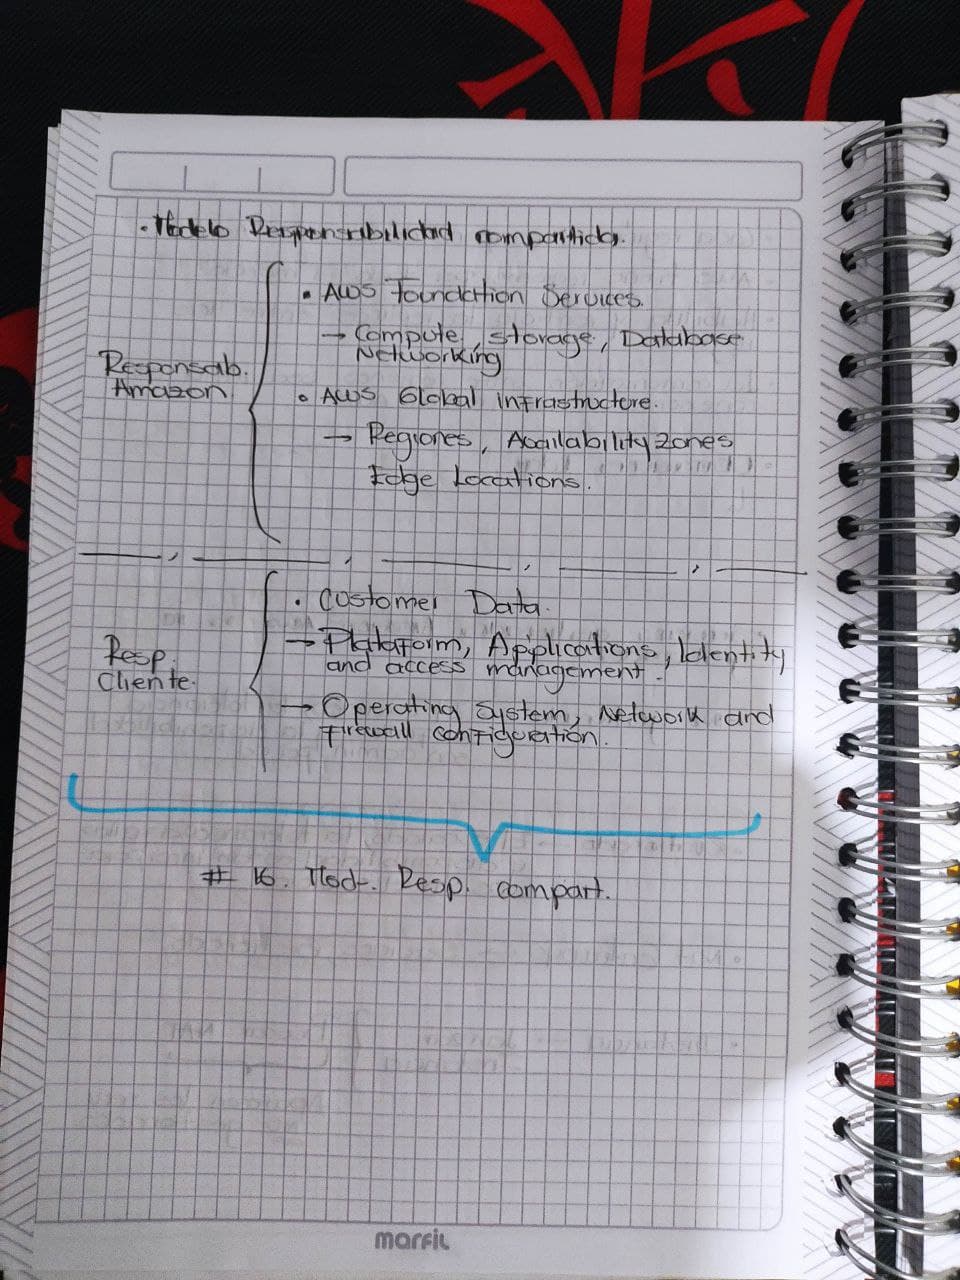 · Modelo Responsabilidad compartida.
• AWS Foundation Services.
→ Compute, storage, Database
Networking
Responsab.
Amazon
• AWS Global infrastructure.
→ Regiones, Availability zones
Edge Locations.
• Customer Data.
→ Plataform, Applications, Identity
and access management.
Resp.
Cliente.
→ Operating System, Network and
firewall configuration.
# 16. Mod. Resp. compart.
marfil